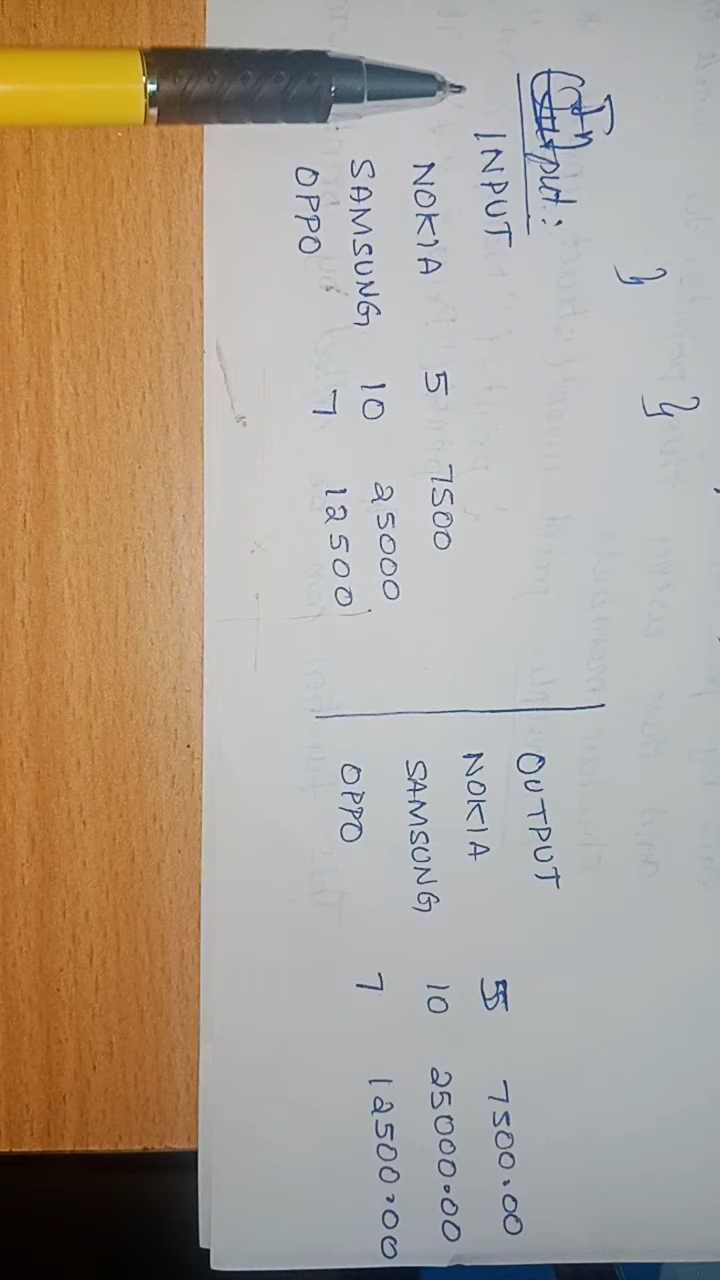 }
}
Input:
INPUT
NOKIA 5 7500
SAMSUNG 10 25000
OPPO 7 12500
OUTPUT
NOKIA 5 7500.00
SAMSUNG 10 25000.00
OPPO 7 12500.00